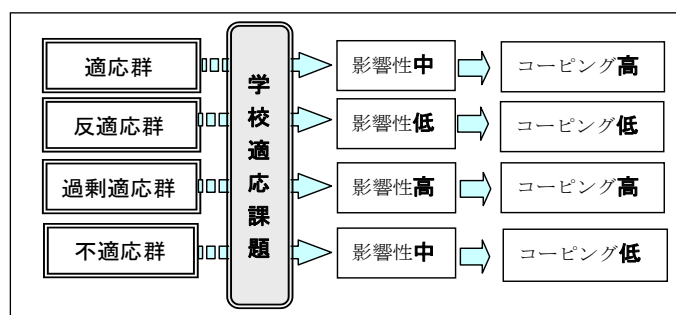 適応群
反適応群
過剰適応群
不適応群
学校適応課題
影響性中
コーピング高
影響性低
コーピング低
影響性高
コーピング高
影響性中
コーピング低